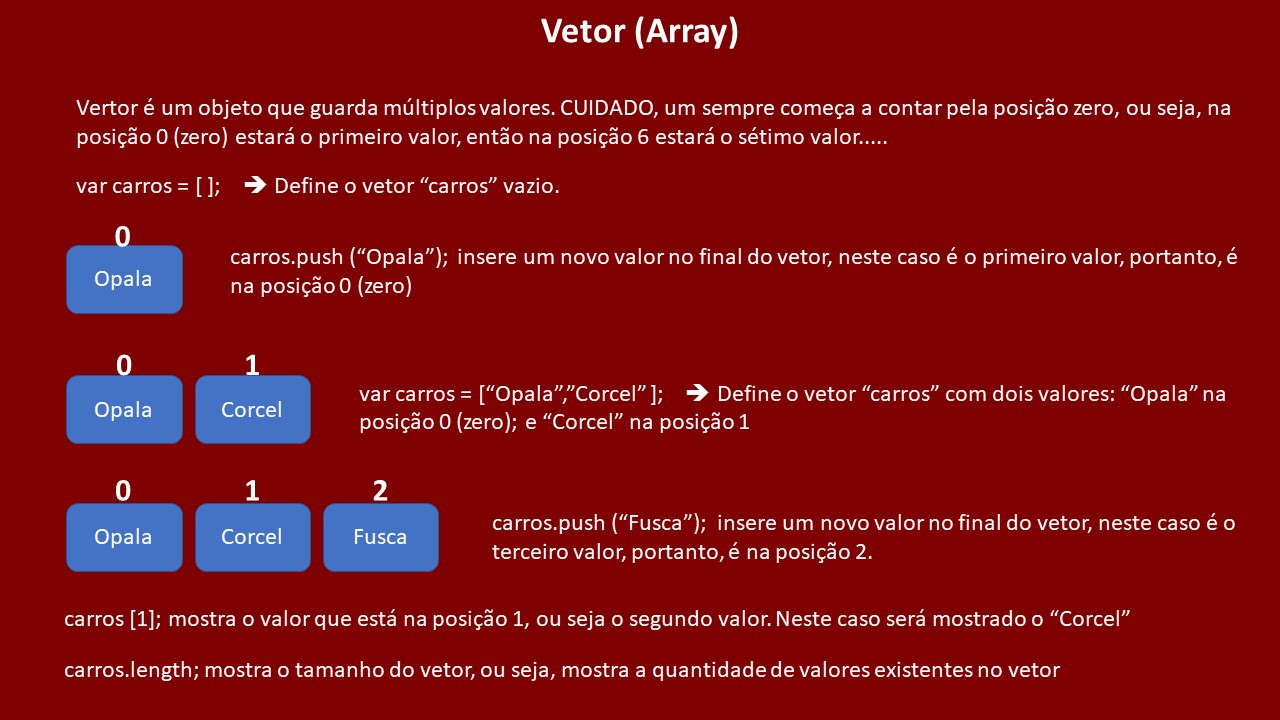 Vetor (Array)
Vertor é um objeto que guarda múltiplos valores. CUIDADO, um sempre começa a contar pela posição zero, ou seja, na
posição 0 (zero) estará o primeiro valor, então na posição 6 estará o sétimo valor.....
var carros = [ ]; 🡺 Define o vetor “carros” vazio.
0
Opala
carros.push (“Opala”); insere um novo valor no final do vetor, neste caso é o primeiro valor, portanto, é
na posição 0 (zero)
0 1
Opala Corcel
var carros = [“Opala”,”Corcel” ]; 🡺 Define o vetor “carros” com dois valores: “Opala” na
posição 0 (zero); e “Corcel” na posição 1
0 1 2
Opala Corcel Fusca
carros.push (“Fusca”); insere um novo valor no final do vetor, neste caso é o
terceiro valor, portanto, é na posição 2.
carros [1]; mostra o valor que está na posição 1, ou seja o segundo valor. Neste caso será mostrado o “Corcel”
carros.length; mostra o tamanho do vetor, ou seja, mostra a quantidade de valores existentes no vetor